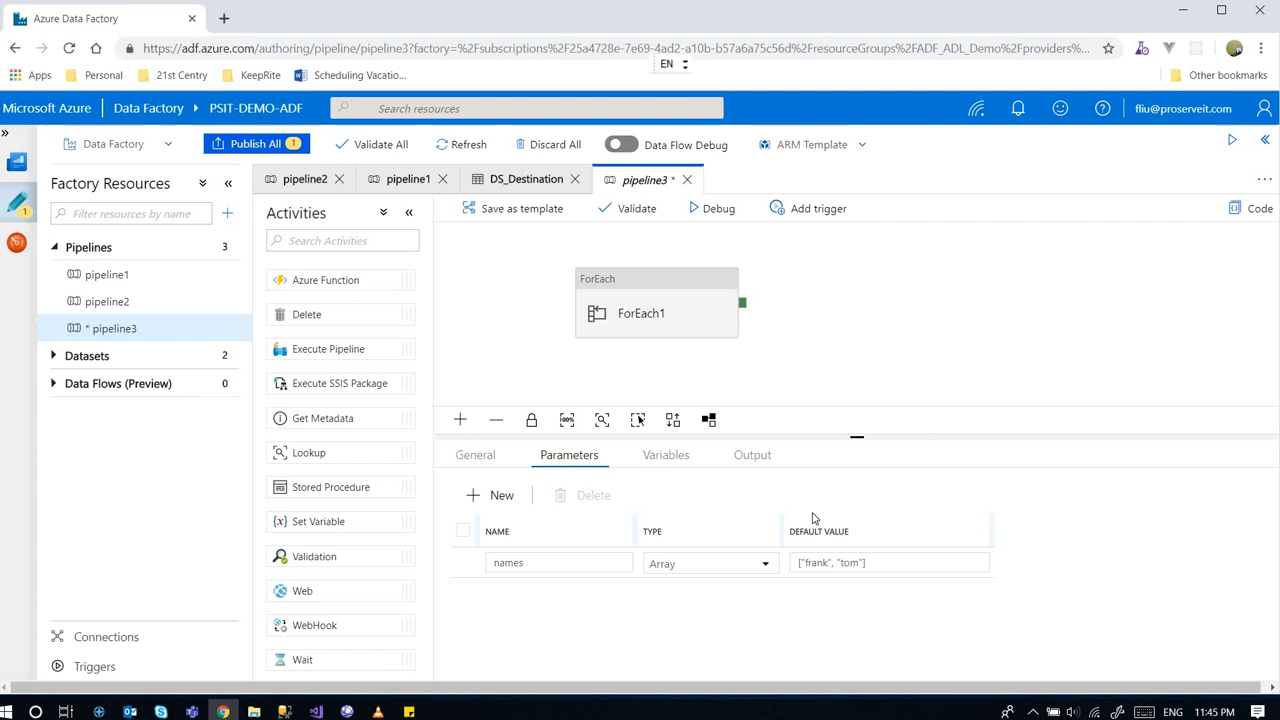 Azure Data Factory
https://adf.azure.com/authoring/pipeline/pipeline3?factory=%2Fsubscriptions%2F25a4728e-7e69-4ad2-a10b-b57a6a75c56d%2FresourceGroups%2FADF_ADL_Demo%2Fproviders%...
EN
Apps
Personal
21st Centry
KeepRite
Scheduling Vacatio...
Other bookmarks
Microsoft Azure
Data Factory
PSIT-DEMO-ADF
Search resources
fliu@proserveit.com
Data Factory
Publish All 1
Validate All
Refresh
Discard All
Data Flow Debug
ARM Template
Factory Resources
Filter resources by name
Pipelines 3
pipeline1
pipeline2
* pipeline3
Datasets 2
Data Flows (Preview) 0
Connections
Triggers
1
pipeline2
pipeline1
DS_Destination
pipeline3 *
Activities
Search Activities
Azure Function
Delete
Execute Pipeline
Execute SSIS Package
Get Metadata
Lookup
Stored Procedure
Set Variable
Validation
Web
WebHook
Wait
Save as template
Validate
Debug
Add trigger
Code
ForEach
ForEach1
100%
General
Parameters
Variables
Output
New
Delete
NAME
TYPE
DEFAULT VALUE
names
Array
["frank", "tom"]
ENG
11:45 PM